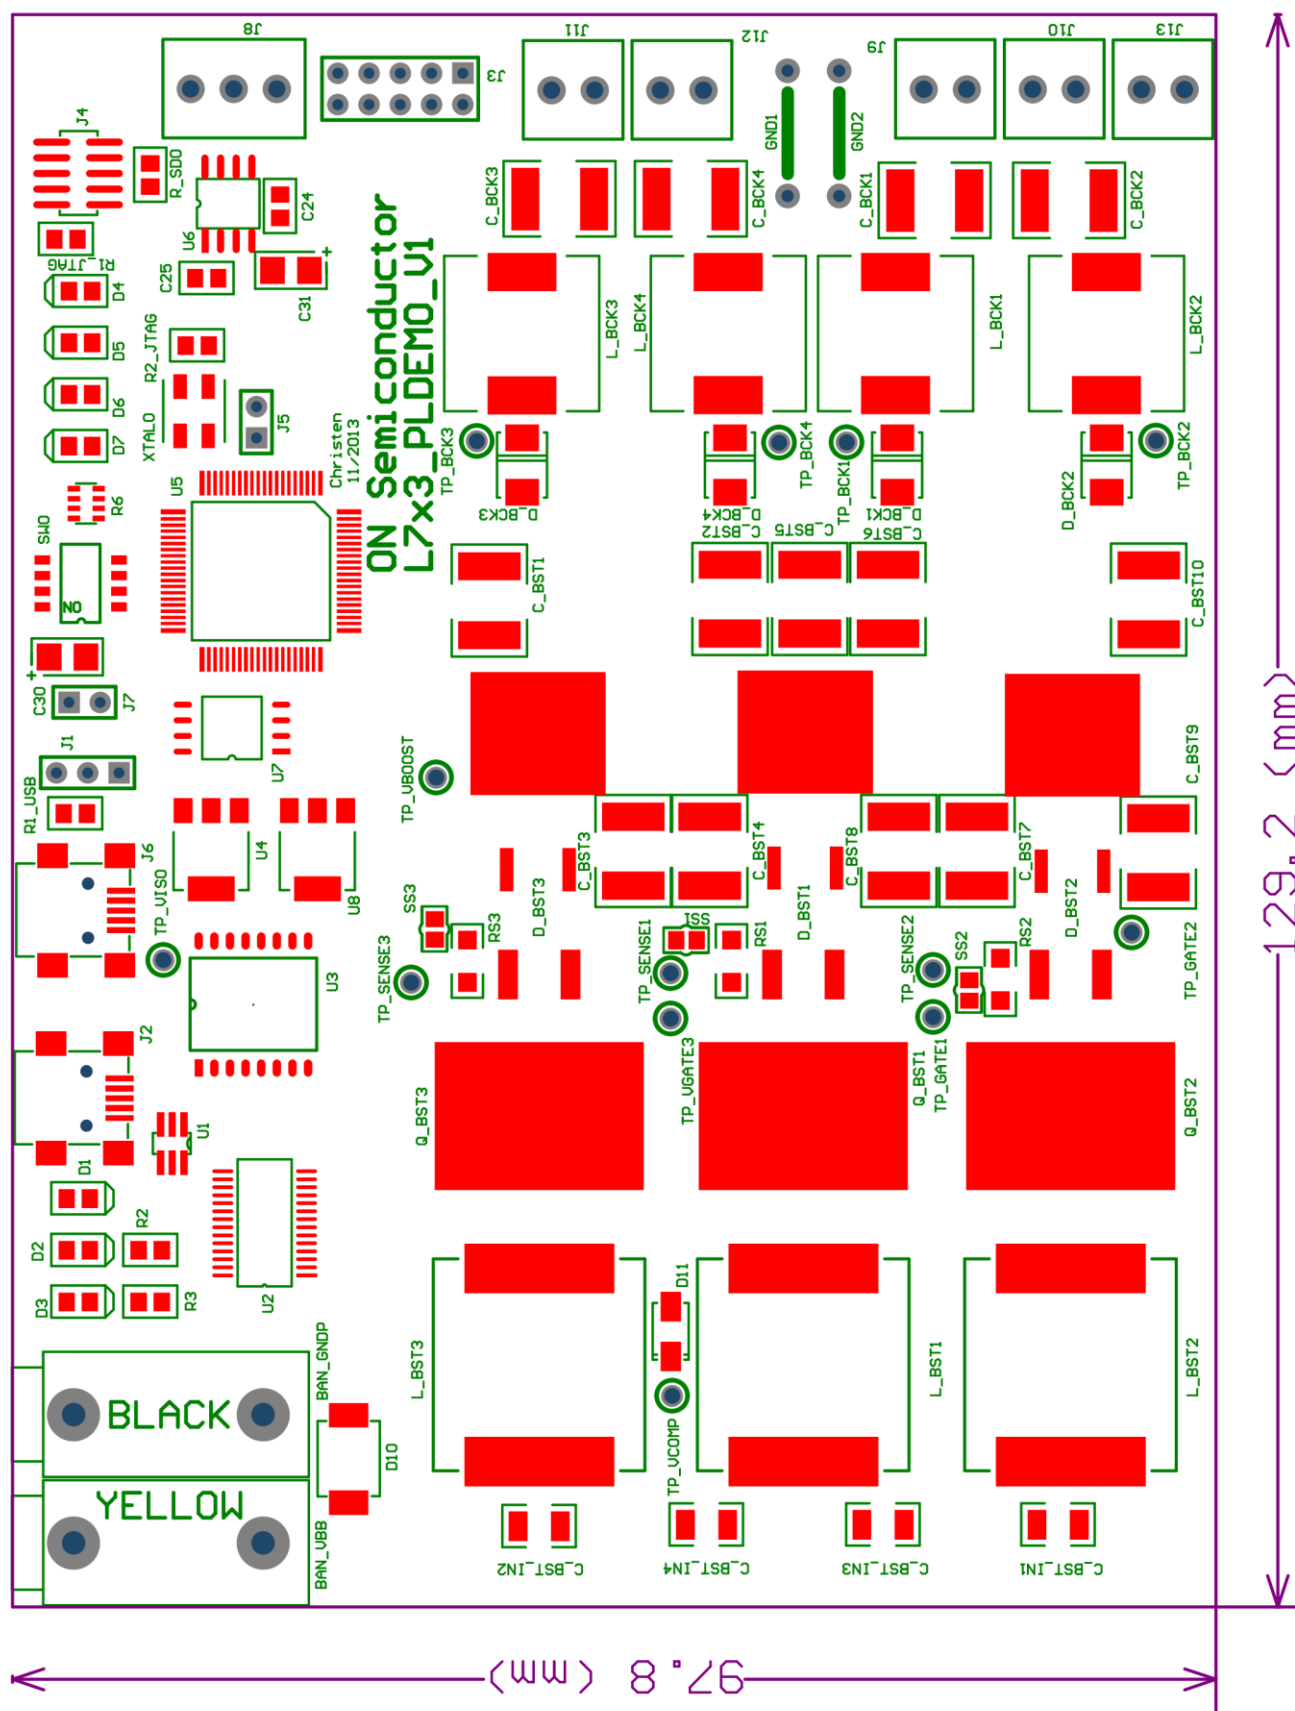 J8
J11
J12
J9
J10
J13
J3
J4
GND1
GND2
R_SDO
C24
U6
C_BCK3
C_BCK4
C_BCK1
C_BCK2
R1_JTAG
C25
C31
+
D4
D5
D6
D7
R2_JTAG
XTAL0
J5
Christen
11/2013
ON Semiconductor
L7x3_PLDEMO_V1
L_BCK3
L_BCK4
L_BCK1
L_BCK2
TP_BCK3
TP_BCK4
TP_BCK1
TP_BCK2
D_BCK3
D_BCK4
D_BCK1
D_BCK2
U5
R6
SWO
ON
C_BST1
C_BST2
C_BST5
C_BST6
C_BST10
+
C30
J7
J1
U7
R1_USB
TP_VBOOST
C_BST9
J6
U4
U8
TP_VISO
C_BST3
C_BST4
C_BST8
C_BST7
SS3
RS3
D_BST3
SS1
RS1
D_BST1
SS2
RS2
D_BST2
TP_SENSE3
TP_SENSE1
TP_SENSE2
TP_GATE2
U3
J2
U1
TP_VGATE3
TP_GATE1
Q_BST3
Q_BST1
Q_BST2
D1
R2
D2
D3
R3
U2
D11
L_BST3
L_BST1
L_BST2
TP_VCOMP
BAN_GNDP
BLACK
D10
YELLOW
BAN_VBB
C_BST_IN2
C_BST_IN4
C_BST_IN3
C_BST_IN1
129.2 (mm)
97.8 (mm)